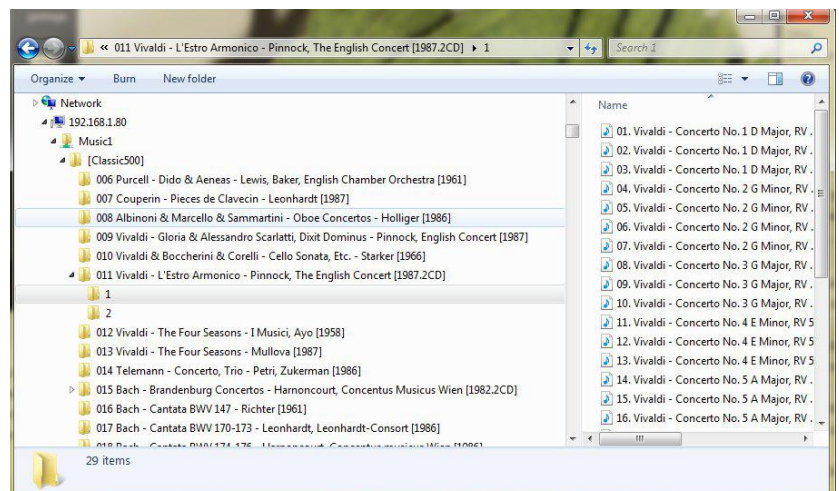 « 011 Vivaldi - L'Estro Armonico - Pinnock, The English Concert [1987.2CD] ▸ 1
Search 1
Organize Burn New folder
Network
192.168.1.80
Music1
[Classic500]
006 Purcell - Dido & Aeneas - Lewis, Baker, English Chamber Orchestra [1961]
007 Couperin - Pieces de Clavecin - Leonhardt [1987]
008 Albinoni & Marcello & Sammartini - Oboe Concertos - Holliger [1986]
009 Vivaldi - Gloria & Alessandro Scarlatti, Dixit Dominus - Pinnock, English Concert [1987]
010 Vivaldi & Boccherini & Corelli - Cello Sonata, Etc. - Starker [1966]
011 Vivaldi - L'Estro Armonico - Pinnock, The English Concert [1987.2CD]
1
2
012 Vivaldi - The Four Seasons - I Musici, Ayo [1958]
013 Vivaldi - The Four Seasons - Mullova [1987]
014 Telemann - Concerto, Trio - Petri, Zukerman [1986]
015 Bach - Brandenburg Concertos - Harnoncourt, Concentus Musicus Wien [1982.2CD]
016 Bach - Cantata BWV 147 - Richter [1961]
017 Bach - Cantata BWV 170-173 - Leonhardt, Leonhardt-Consort [1986]
018 Bach - Cantata BWV 174-176 - Harnoncourt, Concentus musicus Wien [1986]
Name
01. Vivaldi - Concerto No.1 D Major, RV .
02. Vivaldi - Concerto No.1 D Major, RV .
03. Vivaldi - Concerto No.1 D Major, RV .
04. Vivaldi - Concerto No.2 G Minor, RV .
05. Vivaldi - Concerto No.2 G Minor, RV .
06. Vivaldi - Concerto No.2 G Minor, RV .
07. Vivaldi - Concerto No.2 G Minor, RV .
08. Vivaldi - Concerto No.3 G Major, RV .
09. Vivaldi - Concerto No.3 G Major, RV .
10. Vivaldi - Concerto No.3 G Major, RV .
11. Vivaldi - Concerto No.4 E Minor, RV 5
12. Vivaldi - Concerto No.4 E Minor, RV 5
13. Vivaldi - Concerto No.4 E Minor, RV 5
14. Vivaldi - Concerto No.5 A Major, RV .
15. Vivaldi - Concerto No.5 A Major, RV .
16. Vivaldi - Concerto No.5 A Major, RV .
29 items